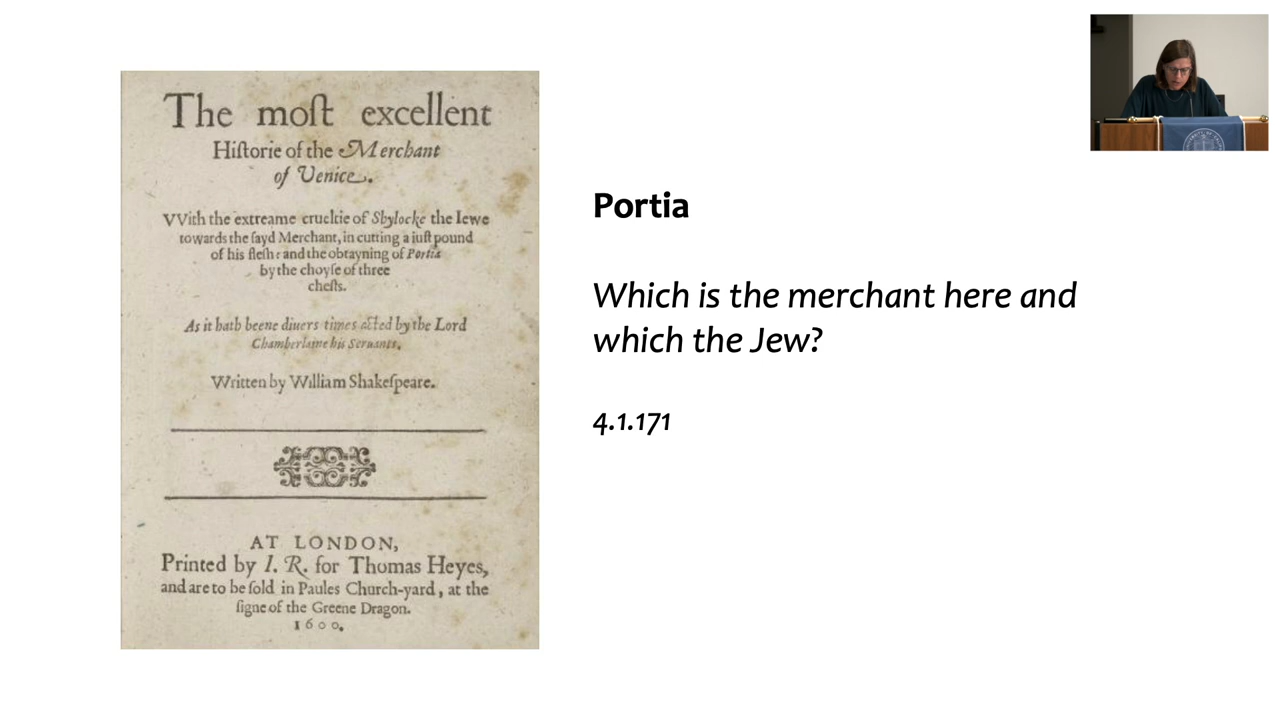 The moſt excellent
Hiſtorie of the Merchant
of Venice.
VVith the extreame crueltie of Shylocke the Iewe
towards the ſayd Merchant, in cutting a iuſt pound
of his fleſh: and the obtayning of Portia
by the choyſe of three
cheſts.
As it hath beene diuers times acted by the Lord
Chamberlaine his Seruants.
Written by William Shakeſpeare.
AT LONDON,
Printed by I. R. for Thomas Heyes,
and are to be ſold in Paules Church-yard, at the
ſigne of the Greene Dragon.
1600.
Portia
Which is the merchant here and
which the Jew?
4.1.171